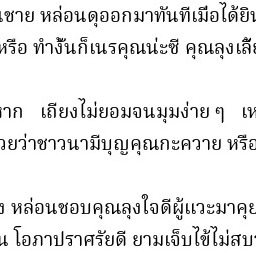 ชาย หล่อนดุออกมาทันทีเมื่อได้ยิน
หรือ ทำงั้นก็เนรคุณน่ะซี คุณลุงเลี้ย
าก เถียงไม่ยอมจนมุมง่าย ๆ เห
วยว่าชาวนามีบุญคุณกะควาย หรือ
ง หล่อนชอบคุณลุงใจดีผู้แวะมาคุย
น โอภาปราศรัยดี ยามเจ็บไข้ไม่สบ